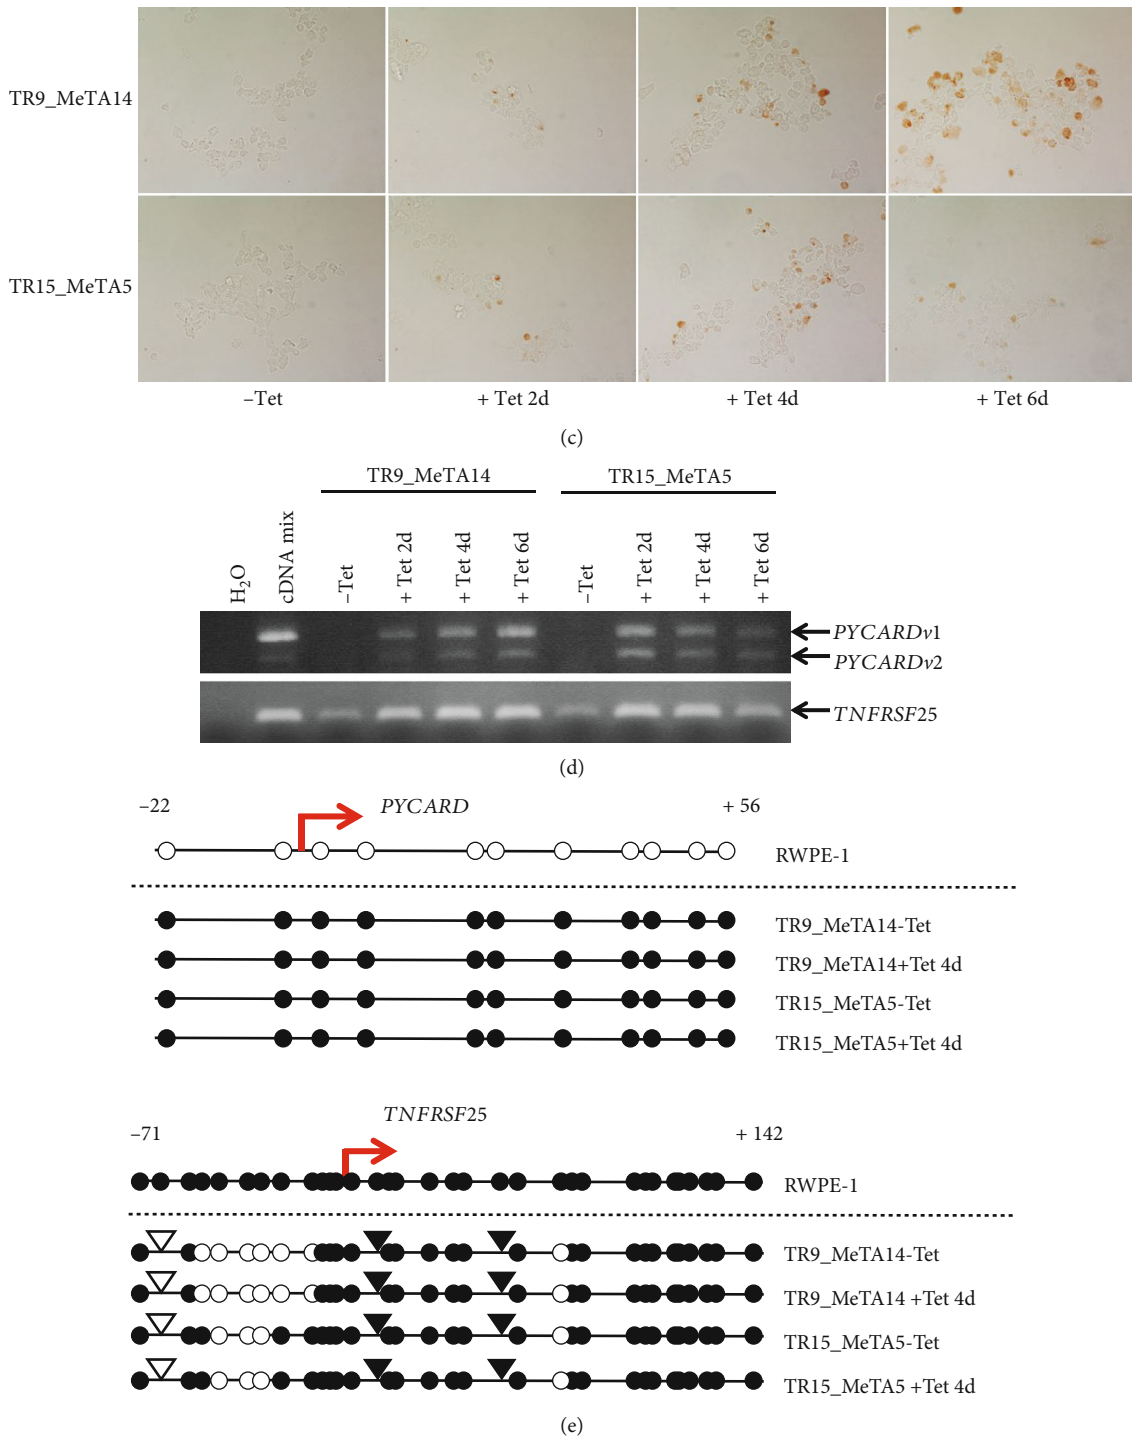 TR9_MeTA14
TR15_MeTA5
–Tet
+ Tet 2d
+ Tet 4d
+ Tet 6d
(c)
TR9_MeTA14
TR15_MeTA5
H2O
cDNA mix
–Tet
+ Tet 2d
+ Tet 4d
+ Tet 6d
–Tet
+ Tet 2d
+ Tet 4d
+ Tet 6d
PYCARDv1
PYCARDv2
TNFRSF25
(d)
–22
PYCARD
+ 56
RWPE-1
TR9_MeTA14-Tet
TR9_MeTA14+Tet 4d
TR15_MeTA5-Tet
TR15_MeTA5+Tet 4d
TNFRSF25
–71
+ 142
RWPE-1
TR9_MeTA14-Tet
TR9_MeTA14 +Tet 4d
TR15_MeTA5-Tet
TR15_MeTA5 +Tet 4d
(e)